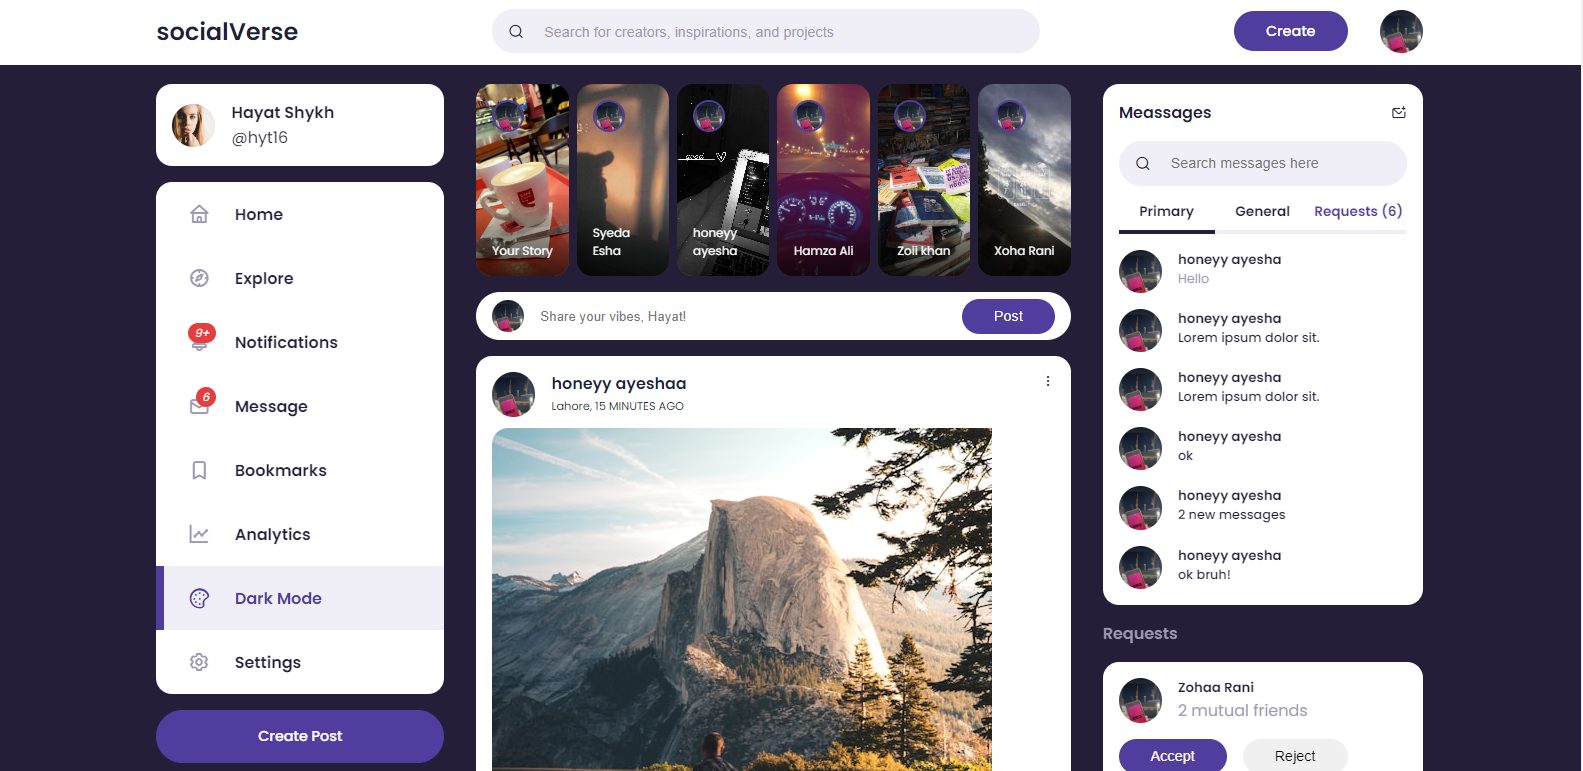 socialVerse
Search for creators, inspirations, and projects
Create
Hayat Shykh
@hyt16
Home
Explore
9+
Notifications
6
Message
Bookmarks
Analytics
Dark Mode
Settings
Create Post
Your Story
Syeda
Esha
good
honeyy
ayesha
Hamza Ali
Zoii khan
Xoha Rani
Share your vibes, Hayat!
Post
honeyy ayeshaa
Lahore, 15 MINUTES AGO
Meassages
Search messages here
Primary
General
Requests (6)
honeyy ayesha
Hello
honeyy ayesha
Lorem ipsum dolor sit.
honeyy ayesha
Lorem ipsum dolor sit.
honeyy ayesha
ok
honeyy ayesha
2 new messages
honeyy ayesha
ok bruh!
Requests
Zohaa Rani
2 mutual friends
Accept
Reject